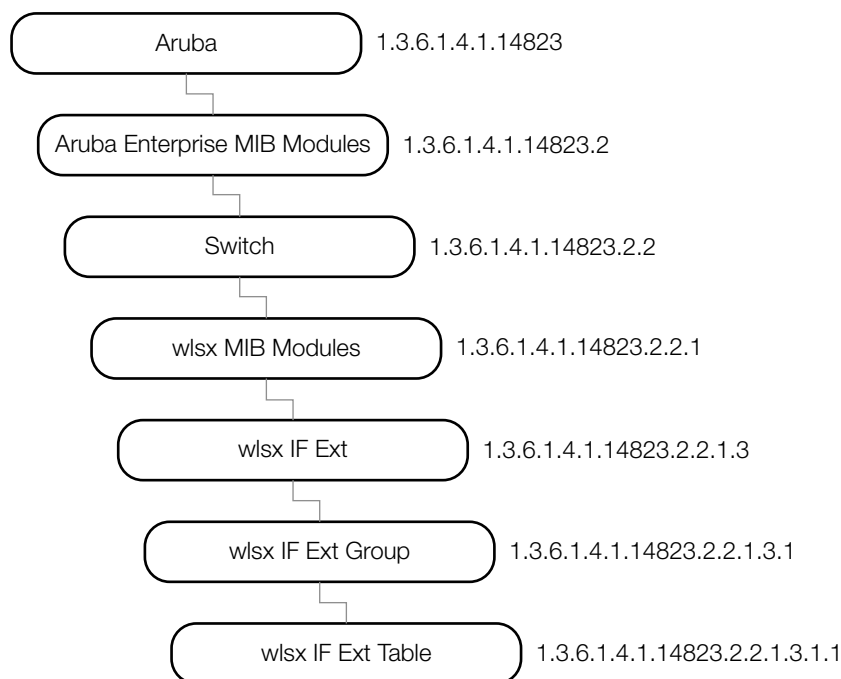 Aruba 1.3.6.1.4.1.14823
Aruba Enterprise MIB Modules 1.3.6.1.4.1.14823.2
Switch 1.3.6.1.4.1.14823.2.2
wlsx MIB Modules 1.3.6.1.4.1.14823.2.2.1
wlsx IF Ext 1.3.6.1.4.1.14823.2.2.1.3
wlsx IF Ext Group 1.3.6.1.4.1.14823.2.2.1.3.1
wlsx IF Ext Table 1.3.6.1.4.1.14823.2.2.1.3.1.1